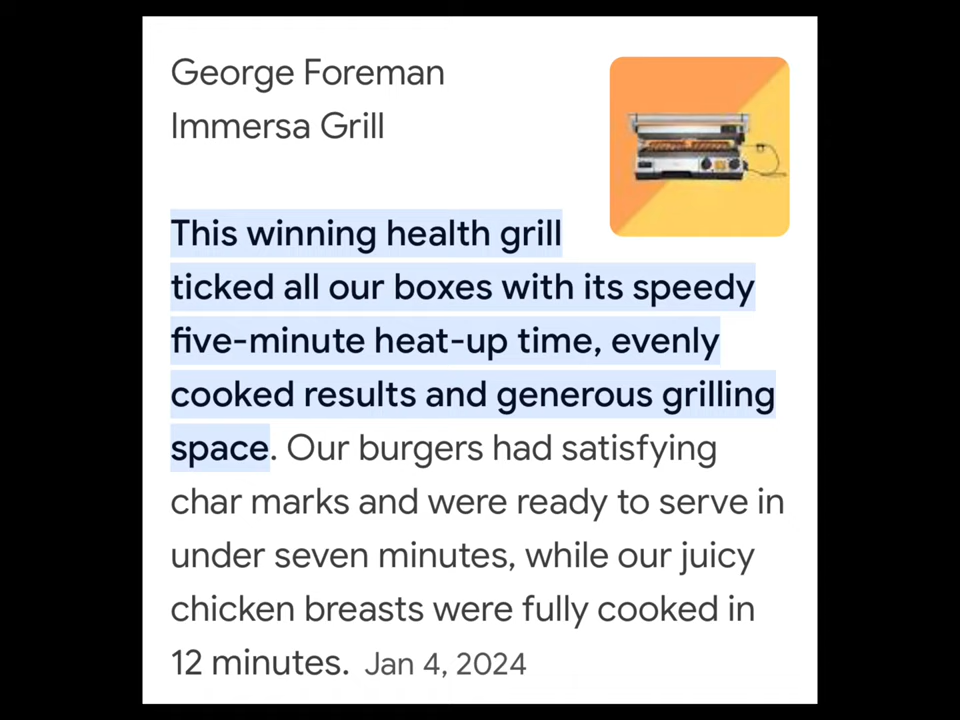 George Foreman
Immersa Grill
This winning health grill
ticked all our boxes with its speedy
five-minute heat-up time, evenly
cooked results and generous grilling
space. Our burgers had satisfying
char marks and were ready to serve in
under seven minutes, while our juicy
chicken breasts were fully cooked in
12 minutes. Jan 4, 2024